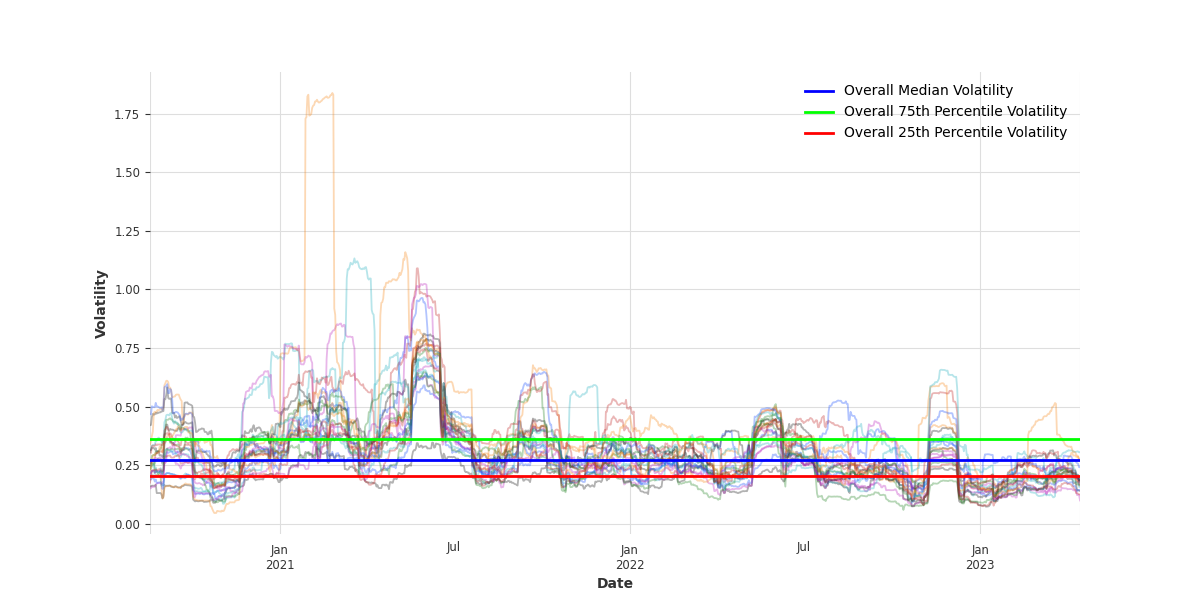 Overall Median Volatility
Overall 75th Percentile Volatility
Overall 25th Percentile Volatility
1.75
1.50
1.25
1.00
0.75
0.50
0.25
0.00
Volatility
Jan
2021
Jul
Jan
2022
Jul
Jan
2023
Date